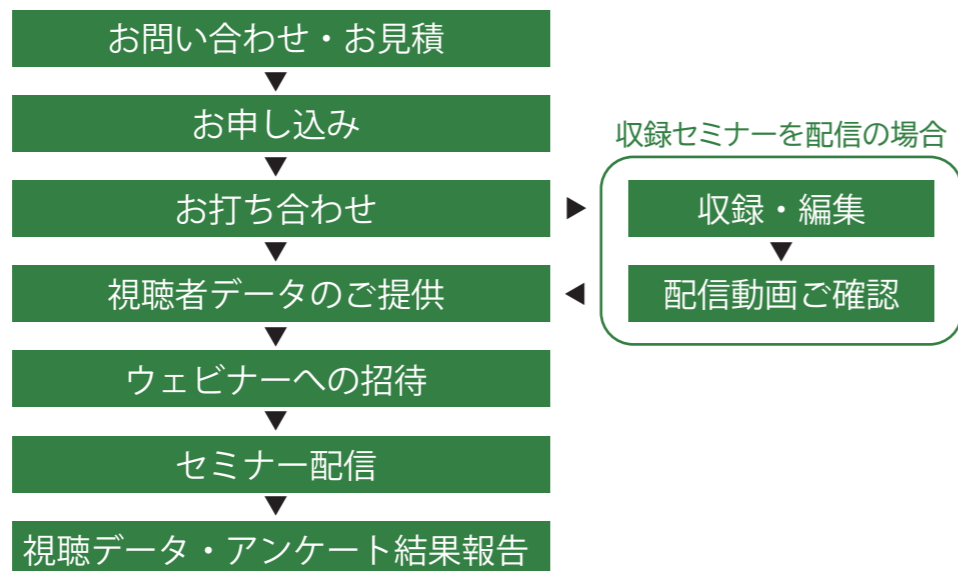 お問い合わせ・お見積
お申し込み
お打ち合わせ
収録セミナーを配信の場合
収録・編集
配信動画ご確認
視聴者データのご提供
ウェビナーへの招待
セミナー配信
視聴データ・アンケート結果報告